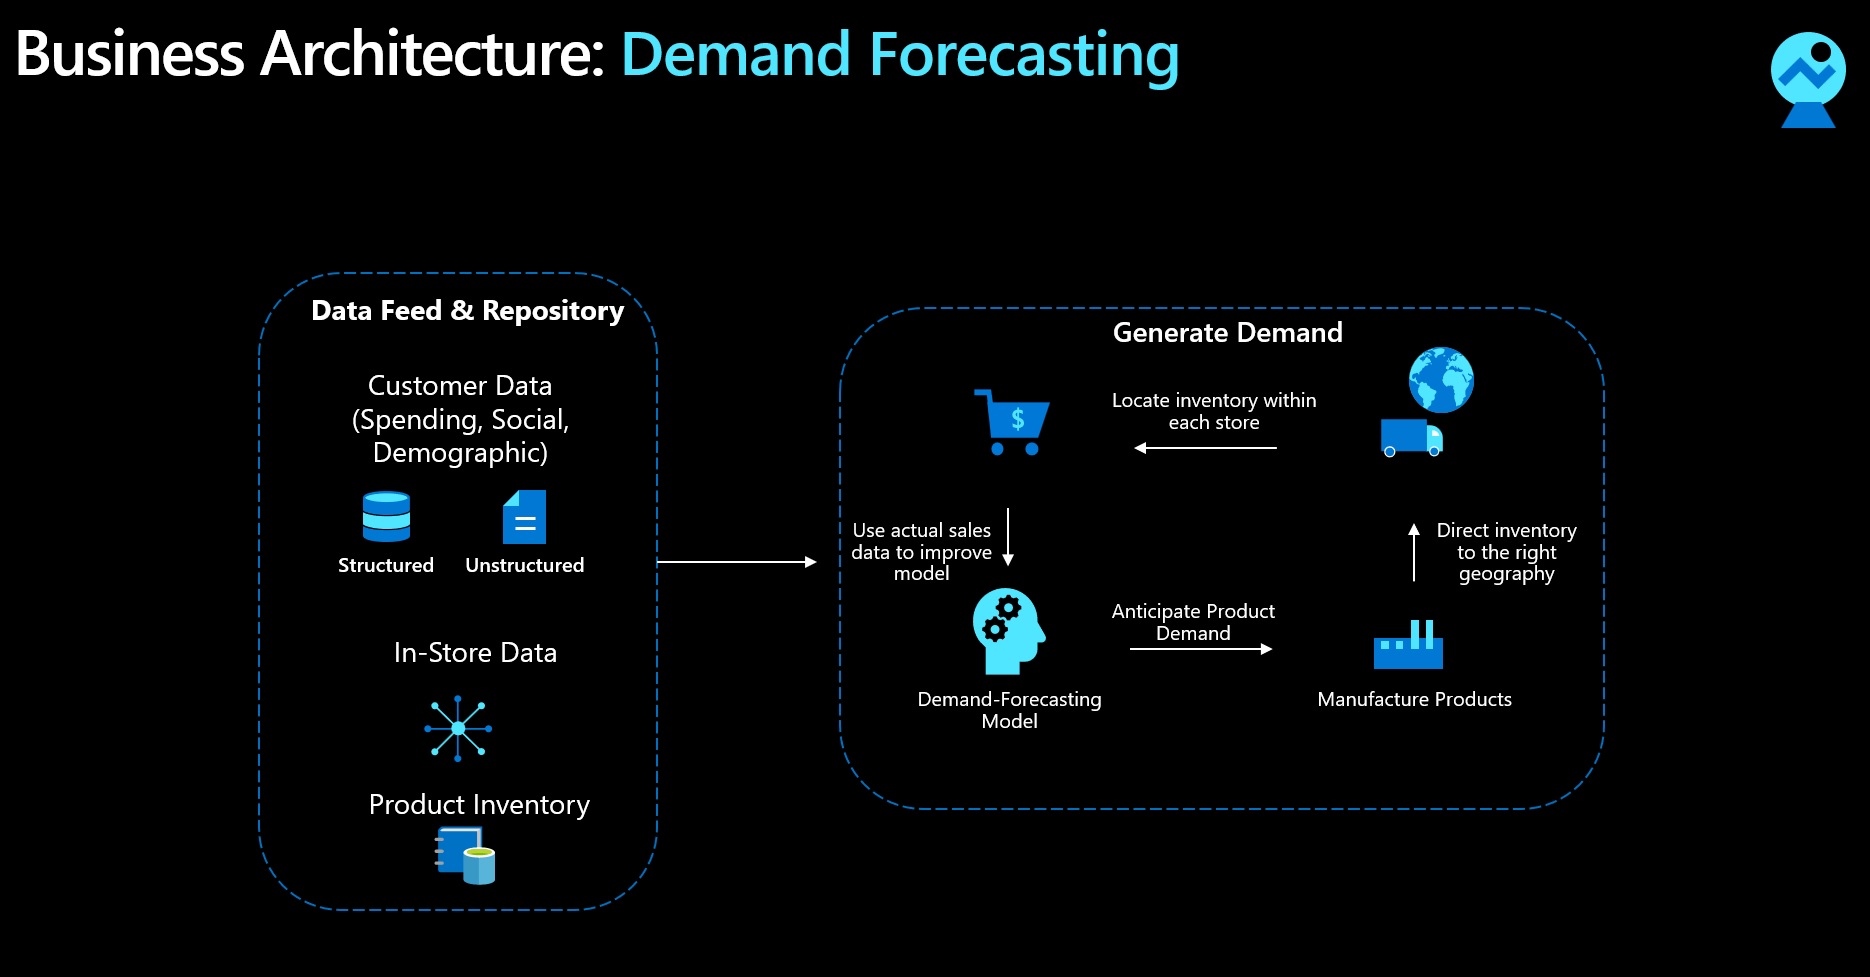 Business Architecture: Demand Forecasting
Data Feed & Repository
Customer Data
(Spending, Social,
Demographic)
Structured
Unstructured
In-Store Data
Product Inventory
Generate Demand
$
Locate inventory within
each store
Use actual sales
data to improve
model
Direct inventory
to the right
geography
Anticipate Product
Demand
Demand-Forecasting
Model
Manufacture Products